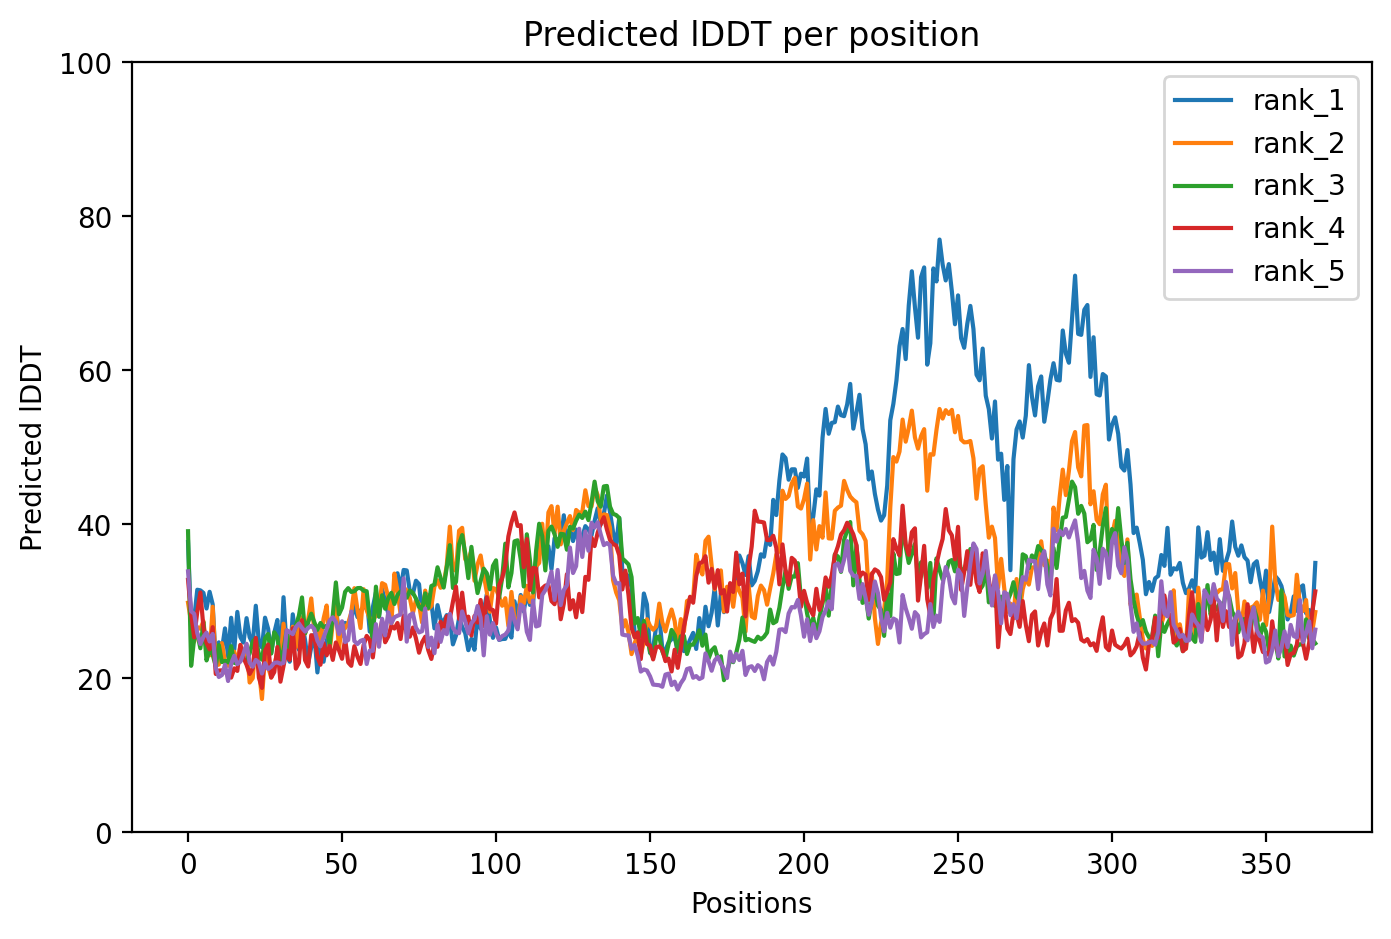 Predicted lDDT per position
100
80
60
40
20
0
Predicted lDDT
0 50 100 150 200 250 300 350
Positions
rank_1
rank_2
rank_3
rank_4
rank_5